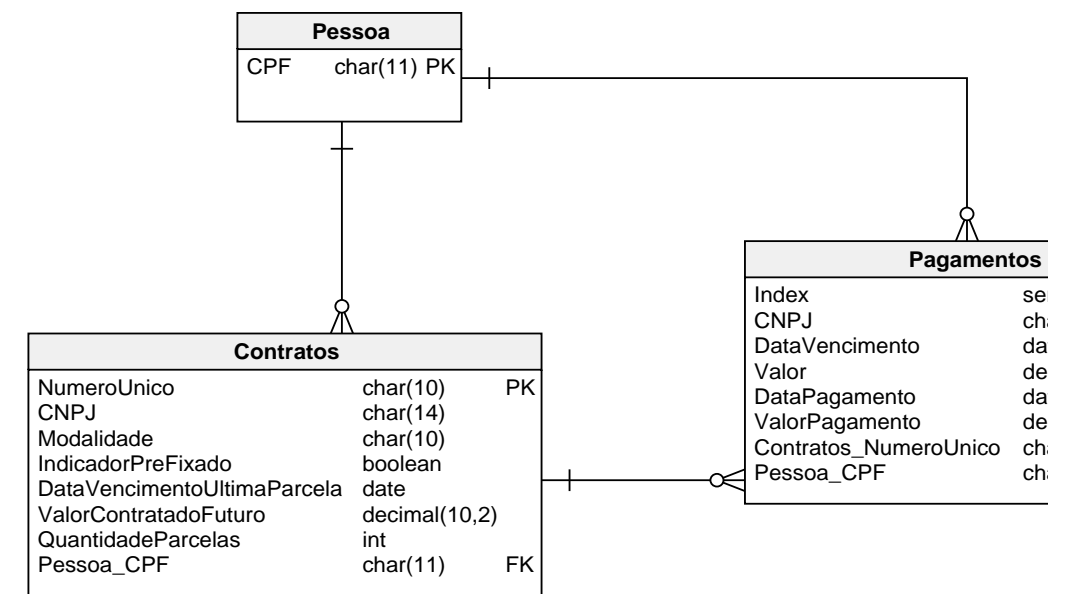 Pessoa
CPF char(11) PK
Pagamentos
Index
CNPJ
DataVencimento
Valor
DataPagamento
ValorPagamento
Contratos_NumeroUnico
Pessoa_CPF
Contratos
NumeroUnico char(10) PK
CNPJ char(14)
Modalidade char(10)
IndicadorPreFixado boolean
DataVencimentoUltimaParcela date
ValorContratadoFuturo decimal(10,2)
QuantidadeParcelas int
Pessoa_CPF char(11) FK